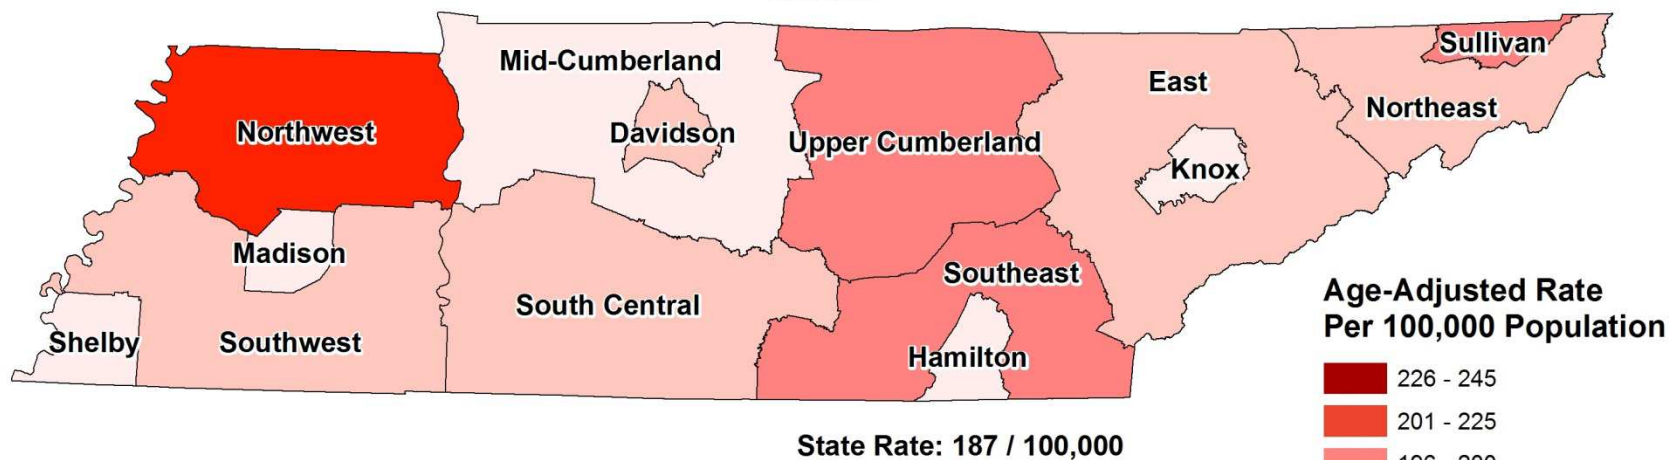 Sullivan
Mid-Cumberland
East
Northeast
Northwest
Davidson
Upper Cumberland
Knox
Madison
Southeast
South Central
Shelby
Southwest
Hamilton
Age-Adjusted Rate
Per 100,000 Population
226 - 245
201 - 225
State Rate: 187 / 100,000